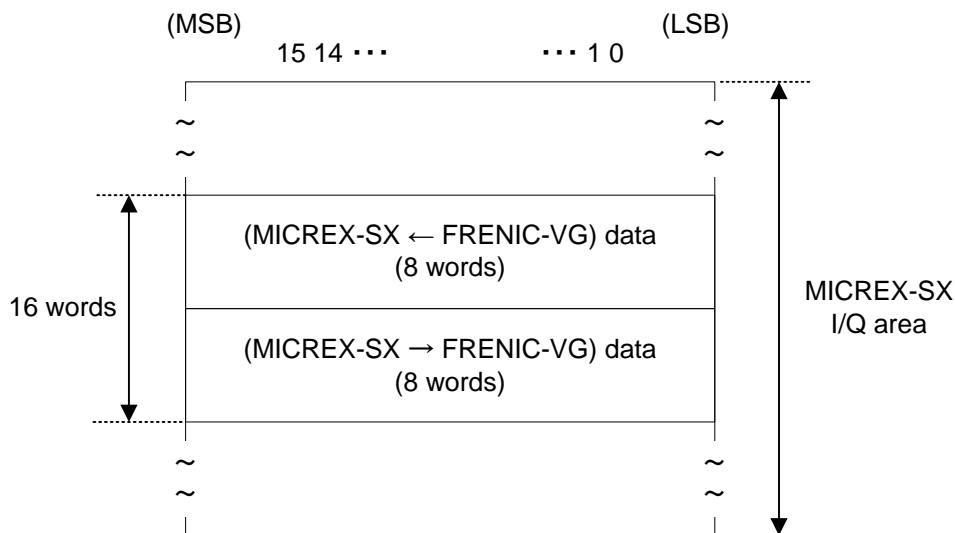 (MSB) (LSB)
15 14 ··· ··· 1 0
~ ~
~ ~
(MICREX-SX ← FRENIC-VG) data
(8 words)
16 words
MICREX-SX
I/Q area
(MICREX-SX → FRENIC-VG) data
(8 words)
~ ~
~ ~